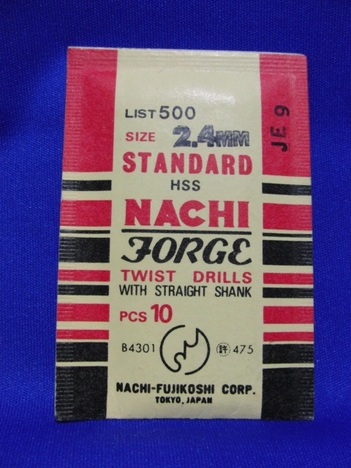 LIST 500
JE 9
SIZE 2.4MM
STANDARD
HSS
NACHI
FORGE
TWIST DRILLS
WITH STRAIGHT SHANK
PCS 10
B4301
許 475
NACHI-FUJIKOSHI CORP.
TOKYO, JAPAN